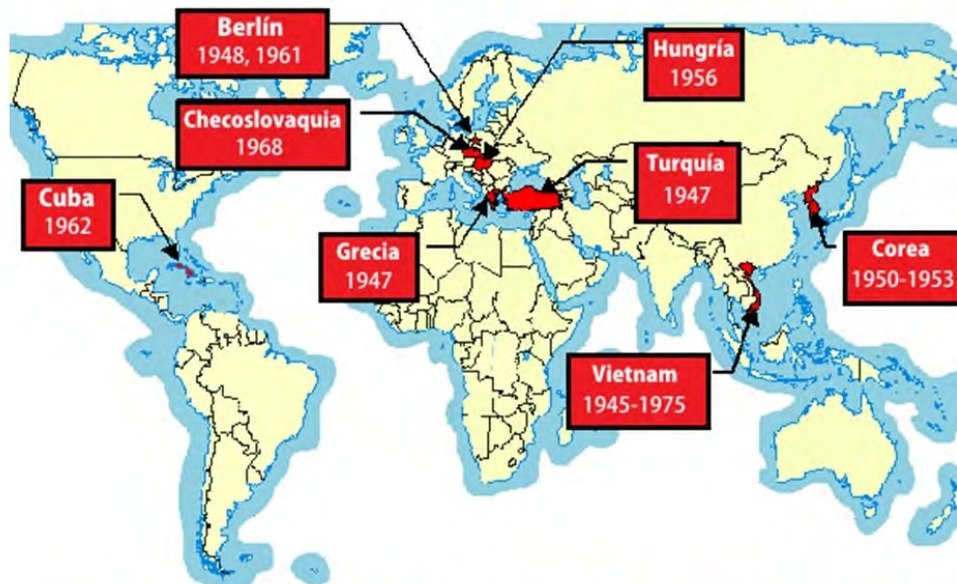 Berlín
1948, 1961
Hungría
1956
Checoslovaquia
1968
Turquía
1947
Cuba
1962
Grecia
1947
Corea
1950-1953
Vietnam
1945-1975